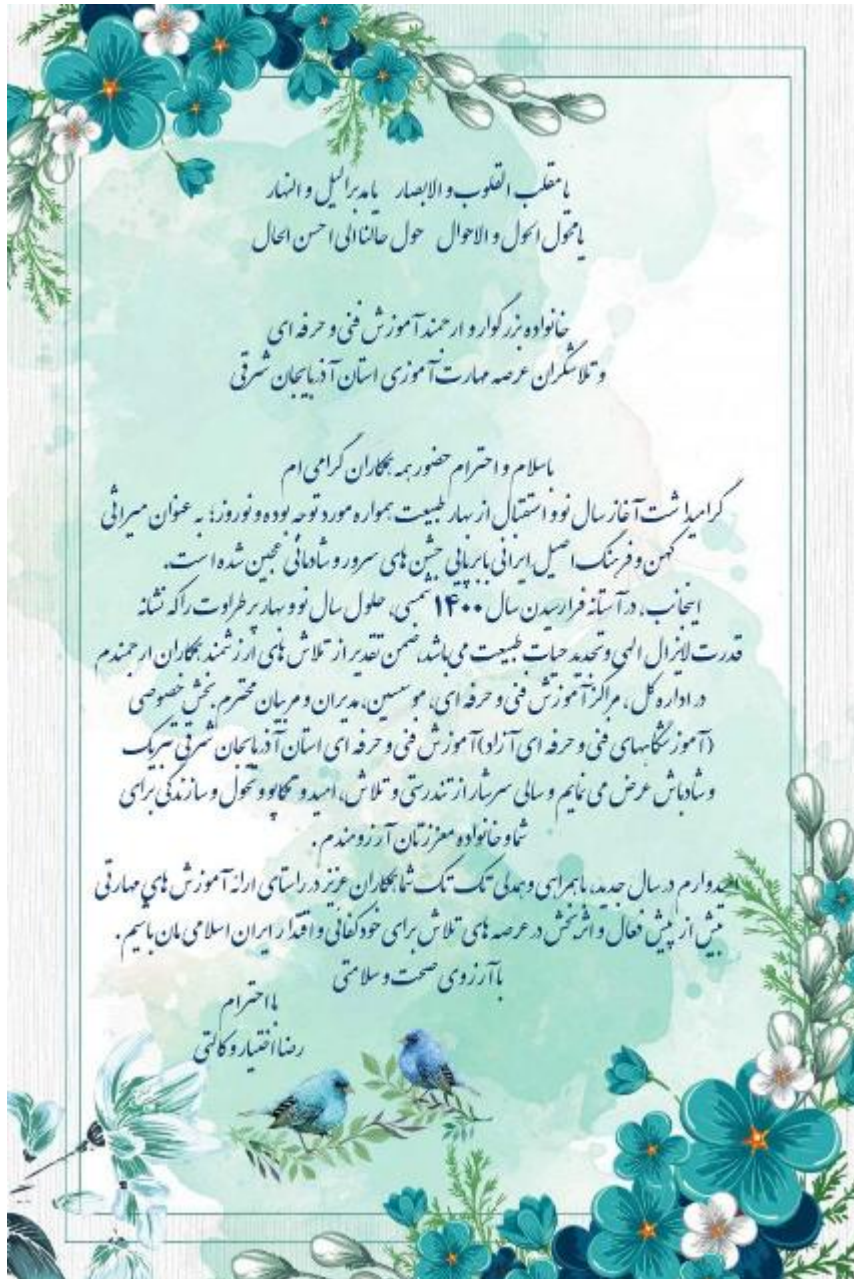 یا مقلب القلوب و الابصار   یا مدبر اللیل و النهار
یا محول الحول و الاحوال   حول حالنا الی احسن الحال
خانواده بزرگوار و ارجمند آموزش فنی و حرفه ای
و تلاشگران عرصه مهارت آموزی استان آذربایجان شرقی
باسلام و احترام حضور همه همکاران گرامی ام
گرامیداشت آغاز سال نو و استقبال از بهار طبیعت همواره مورد توجه بوده و نوروز؛ به عنوان میراثی
کهن و فرهنگ اصیل ایرانی با برپایی جشن های سرور و شادمانی عجین شده است.
اینجانب، در آستانه فرارسیدن سال ۱۴۰۰ شمسی، حلول سال نو و بهار پر طراوت را که نشانه
قدرت لایزال الهی و تجدید حیات طبیعت می باشد، ضمن تقدیر از تلاش های ارزشمند همکاران ارجمندم
در اداره کل ، مراکز آموزش فنی و حرفه ای، موسسین، مدیران و مربیان محترم بخش خصوصی
(آموزشگاههای فنی و حرفه ای آزاد) آموزش فنی و حرفه ای استان آذربایجان شرقی تبریک
و شادباش عرض می نمایم و سالی سرشار از تندرستی و تلاش، امید و تکاپو و تحول و سازندگی برای
شما و خانواده معززتان آرزومندم .
امیدوارم در سال جدید، با همراهی و همدلی تک تک شما همکاران عزیز در راستای ارائه آموزش های مهارتی
بیش از پیش فعال و اثربخش در عرصه های تلاش برای خودکفائی و اقتدار ایران اسلامی مان باشیم .
با آرزوی صحت و سلامتی
با احترام
رضا اختیار وکالتی